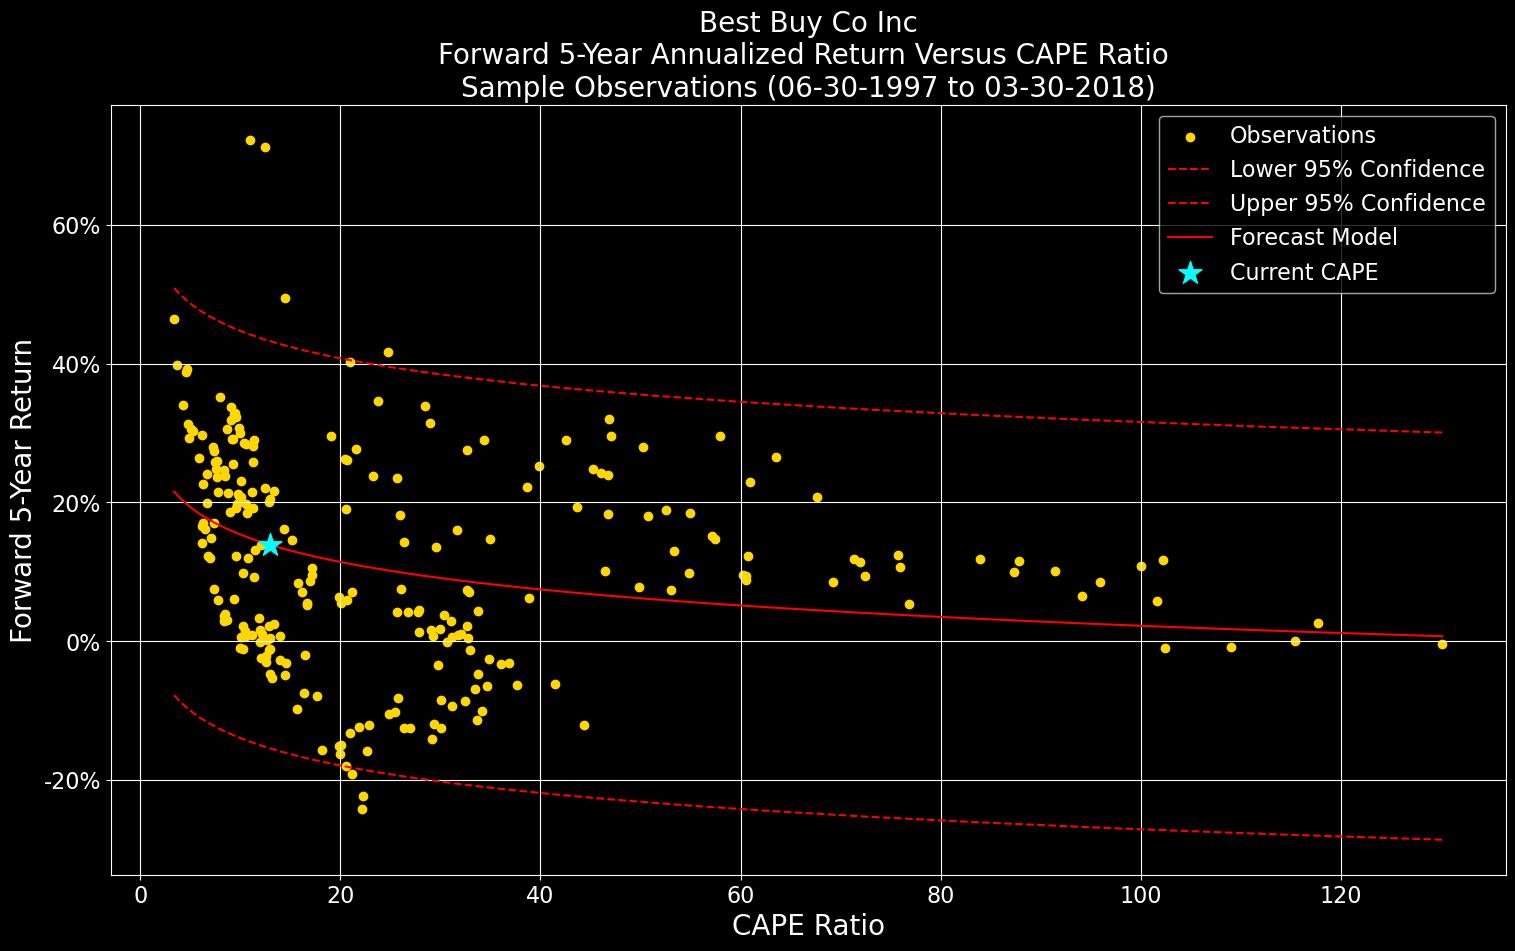 Best Buy Co Inc
Forward 5-Year Annualized Return Versus CAPE Ratio
Sample Observations (06-30-1997 to 03-30-2018)
Observations
Lower 95% Confidence
Upper 95% Confidence
Forecast Model
Current CAPE
Forward 5-Year Return
60%
40%
20%
0%
-20%
0 20 40 60 80 100 120
CAPE Ratio